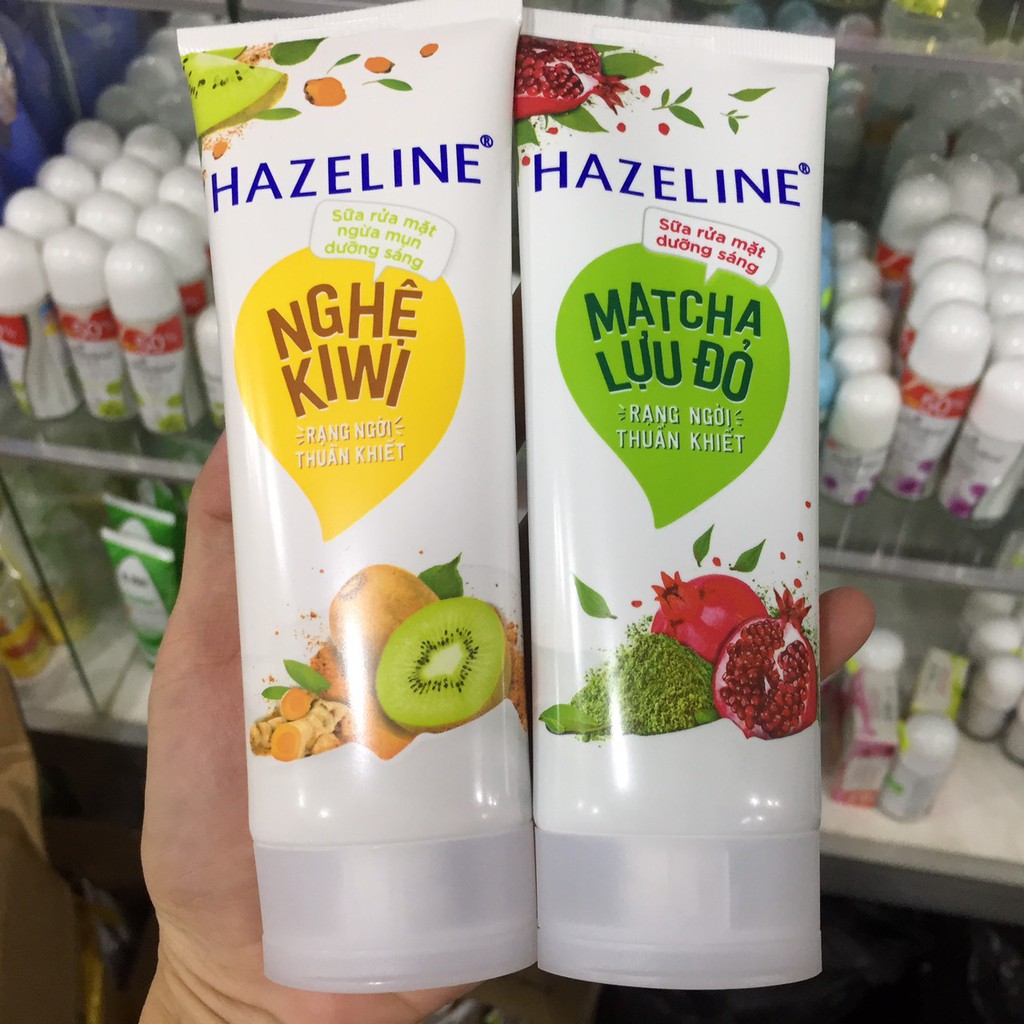 HAZELINE®
Sữa rửa mặt
ngừa mụn
dưỡng sáng
NGHỆ
KIWI
RẠNG NGỜI
THUẦN KHIẾT
HAZELINE®
Sữa rửa mặt
dưỡng sáng
MATCHA
LỰU ĐỎ
RẠNG NGỜI
THUẦN KHIẾT